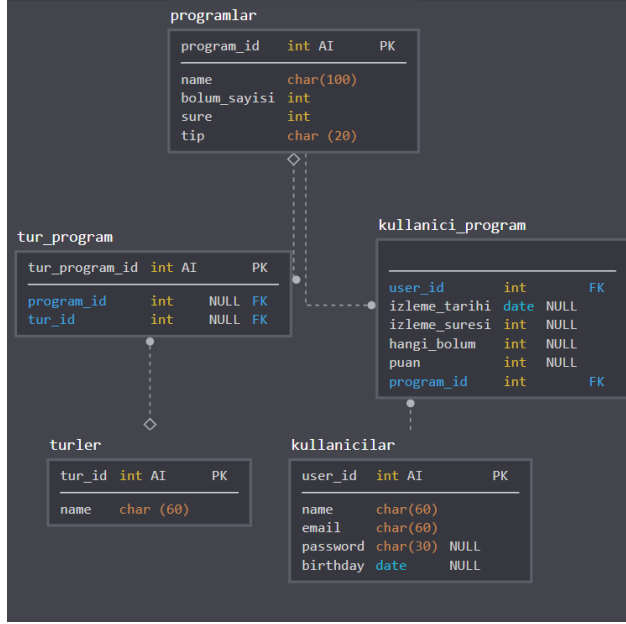 programlar
program_id int AI PK
name char(100)
bolum_sayisi int
sure int
tip char (20)
tur_program
tur_program_id int AI PK
program_id int NULL FK
tur_id int NULL FK
kullanici_program
user_id int FK
izleme_tarihi date NULL
izleme_suresi int NULL
hangi_bolum int NULL
puan int NULL
program_id int FK
turler
tur_id int AI PK
name char (60)
kullanicilar
user_id int AI PK
name char(60)
email char(60)
password char(30) NULL
birthday date NULL